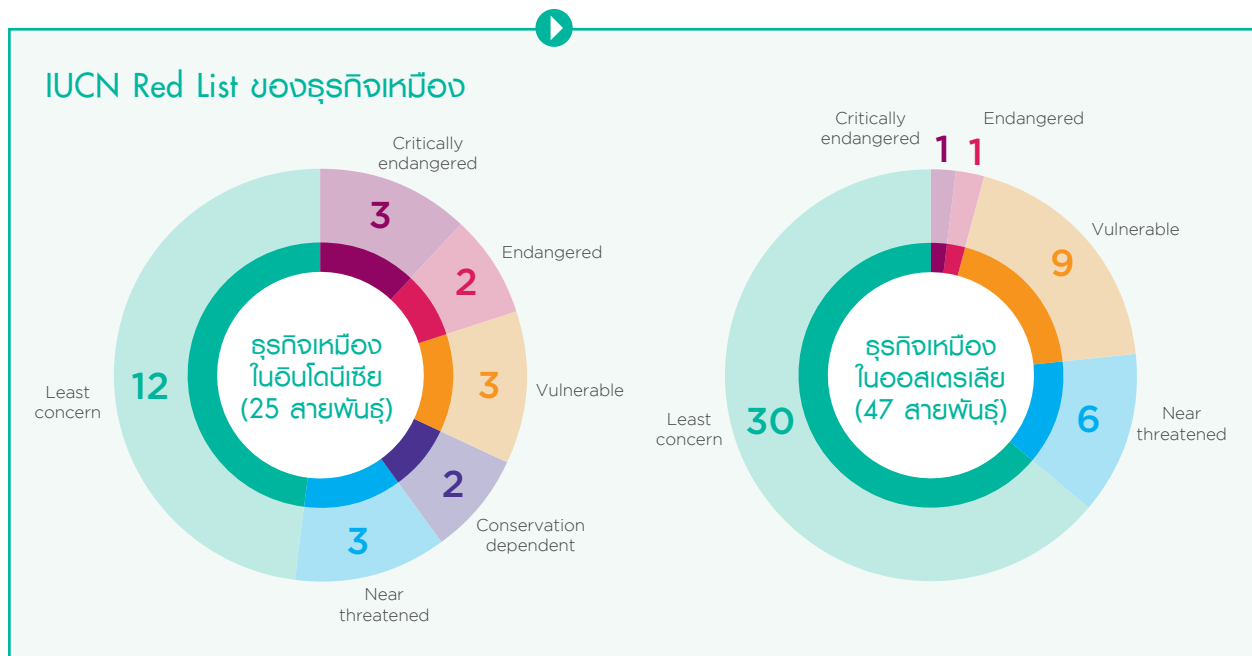 IUCN Red List ของธุรกิจเหมือง
Critically
endangered
3
Endangered
2
Vulnerable
3
Conservation
dependent
2
Near
threatened
3
Least
concern
12
ธุรกิจเหมือง
ในอินโดนีเซีย
(25 สายพันธุ์)
Critically
endangered
1
Endangered
1
Vulnerable
9
Near
threatened
6
Least
concern
30
ธุรกิจเหมือง
ในออสเตรเลีย
(47 สายพันธุ์)